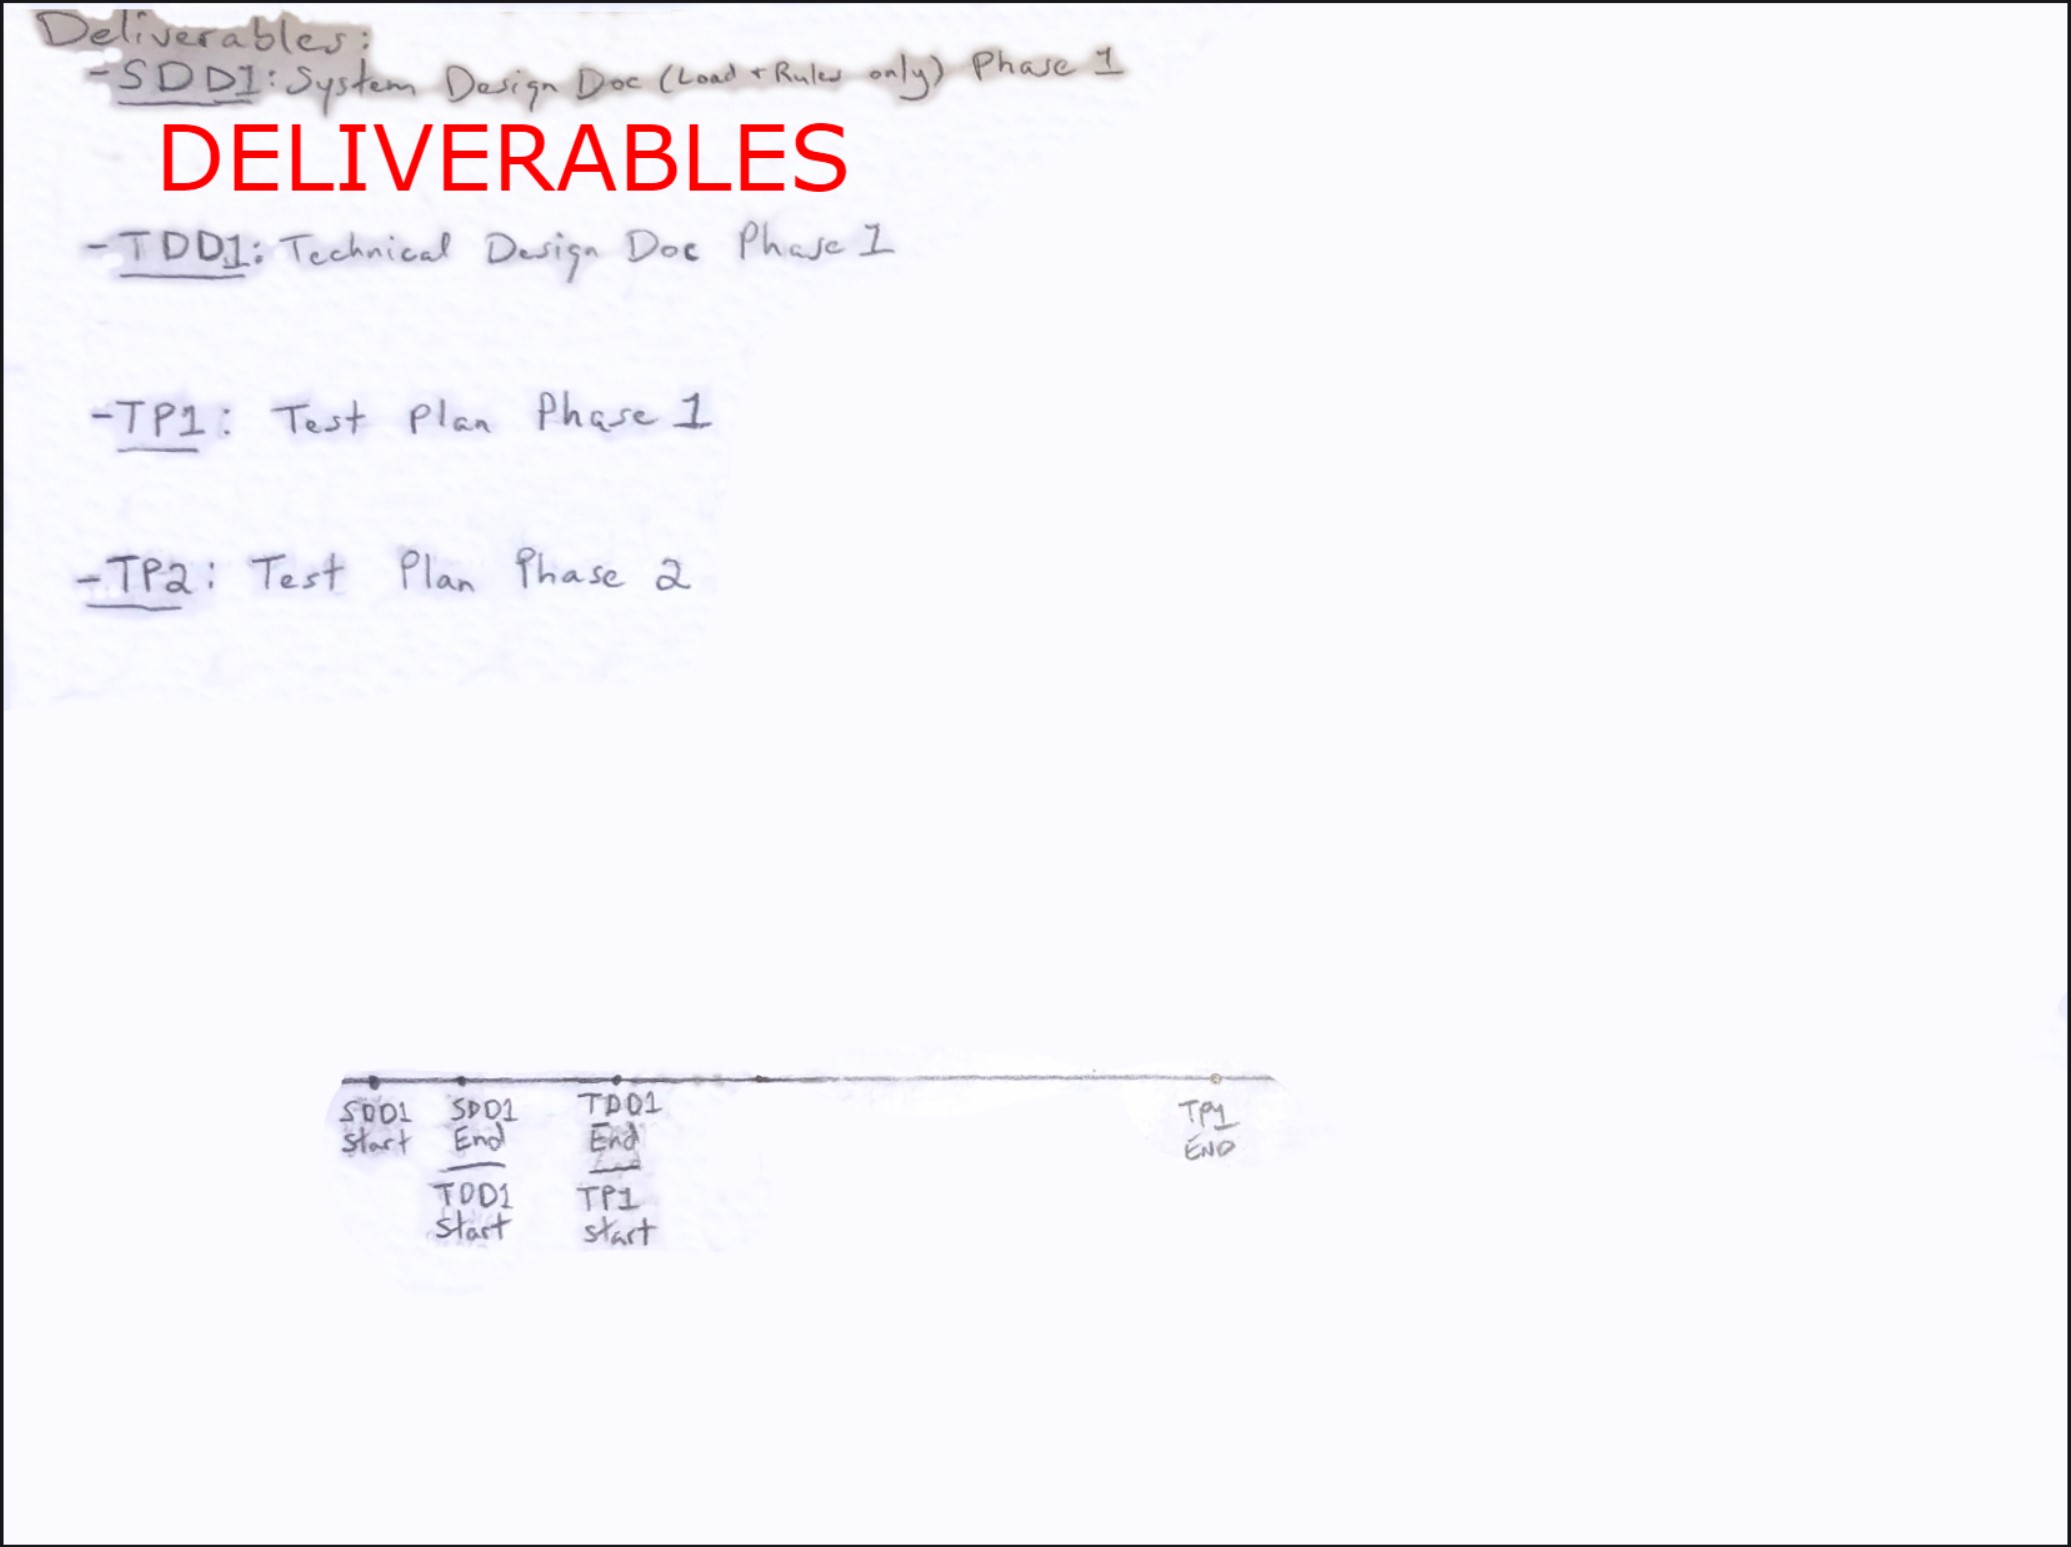 Deliverables:
-SDD1: System Design Doc (Load + Rules only) Phase 1
DELIVERABLES
-TDD1: Technical Design Doc Phase 1
-TP1: Test Plan Phase 1
-TP2: Test Plan Phase 2
SDD1
Start
SDD1
End
TDD1
Start
TDD1
End
TP1
Start
TP1
END